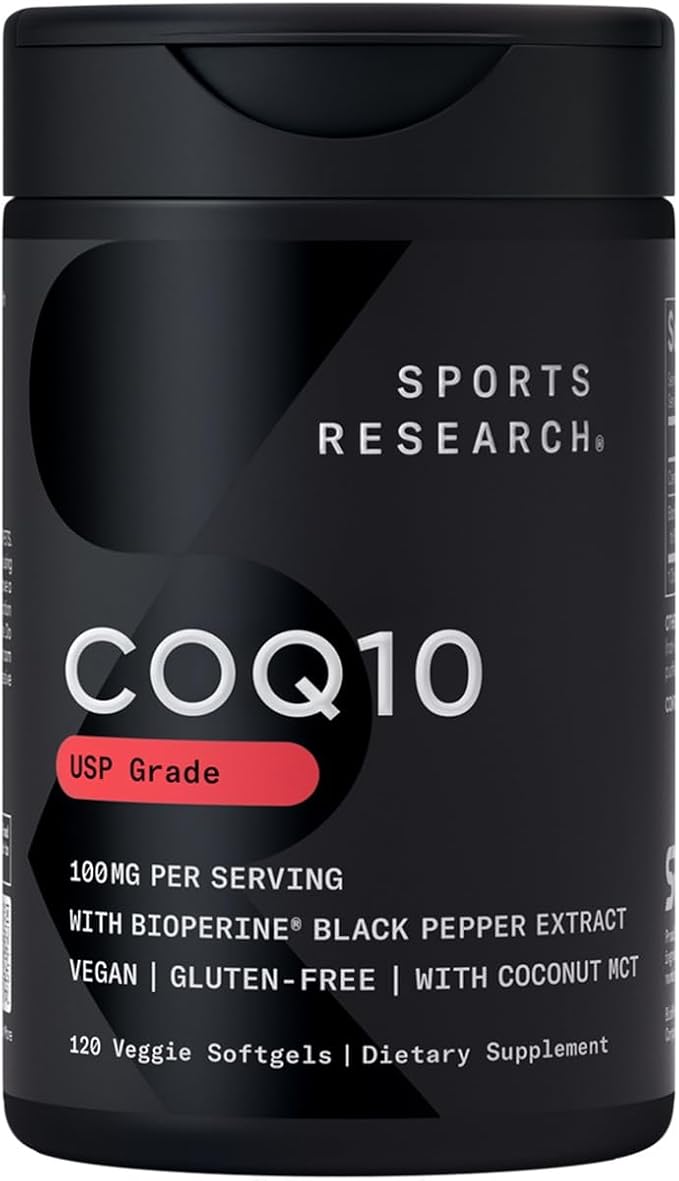 SPORTS
RESEARCH®
COQ10
USP Grade
100MG PER SERVING
WITH BIOPERINE® BLACK PEPPER EXTRACT
VEGAN | GLUTEN-FREE | WITH COCONUT MCT
120 Veggie Softgels | Dietary Supplement